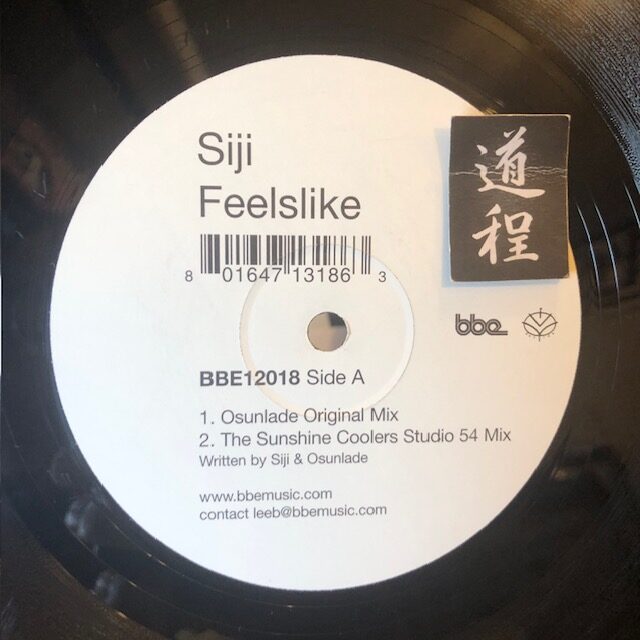 Siji
Feelslike
8 01647 13186 3
道
程
bbe
BBE12018 Side A
1. Osunlade Original Mix
2. The Sunshine Coolers Studio 54 Mix
Written by Siji & Osunlade
www.bbemusic.com
contact leeb@bbemusic.com